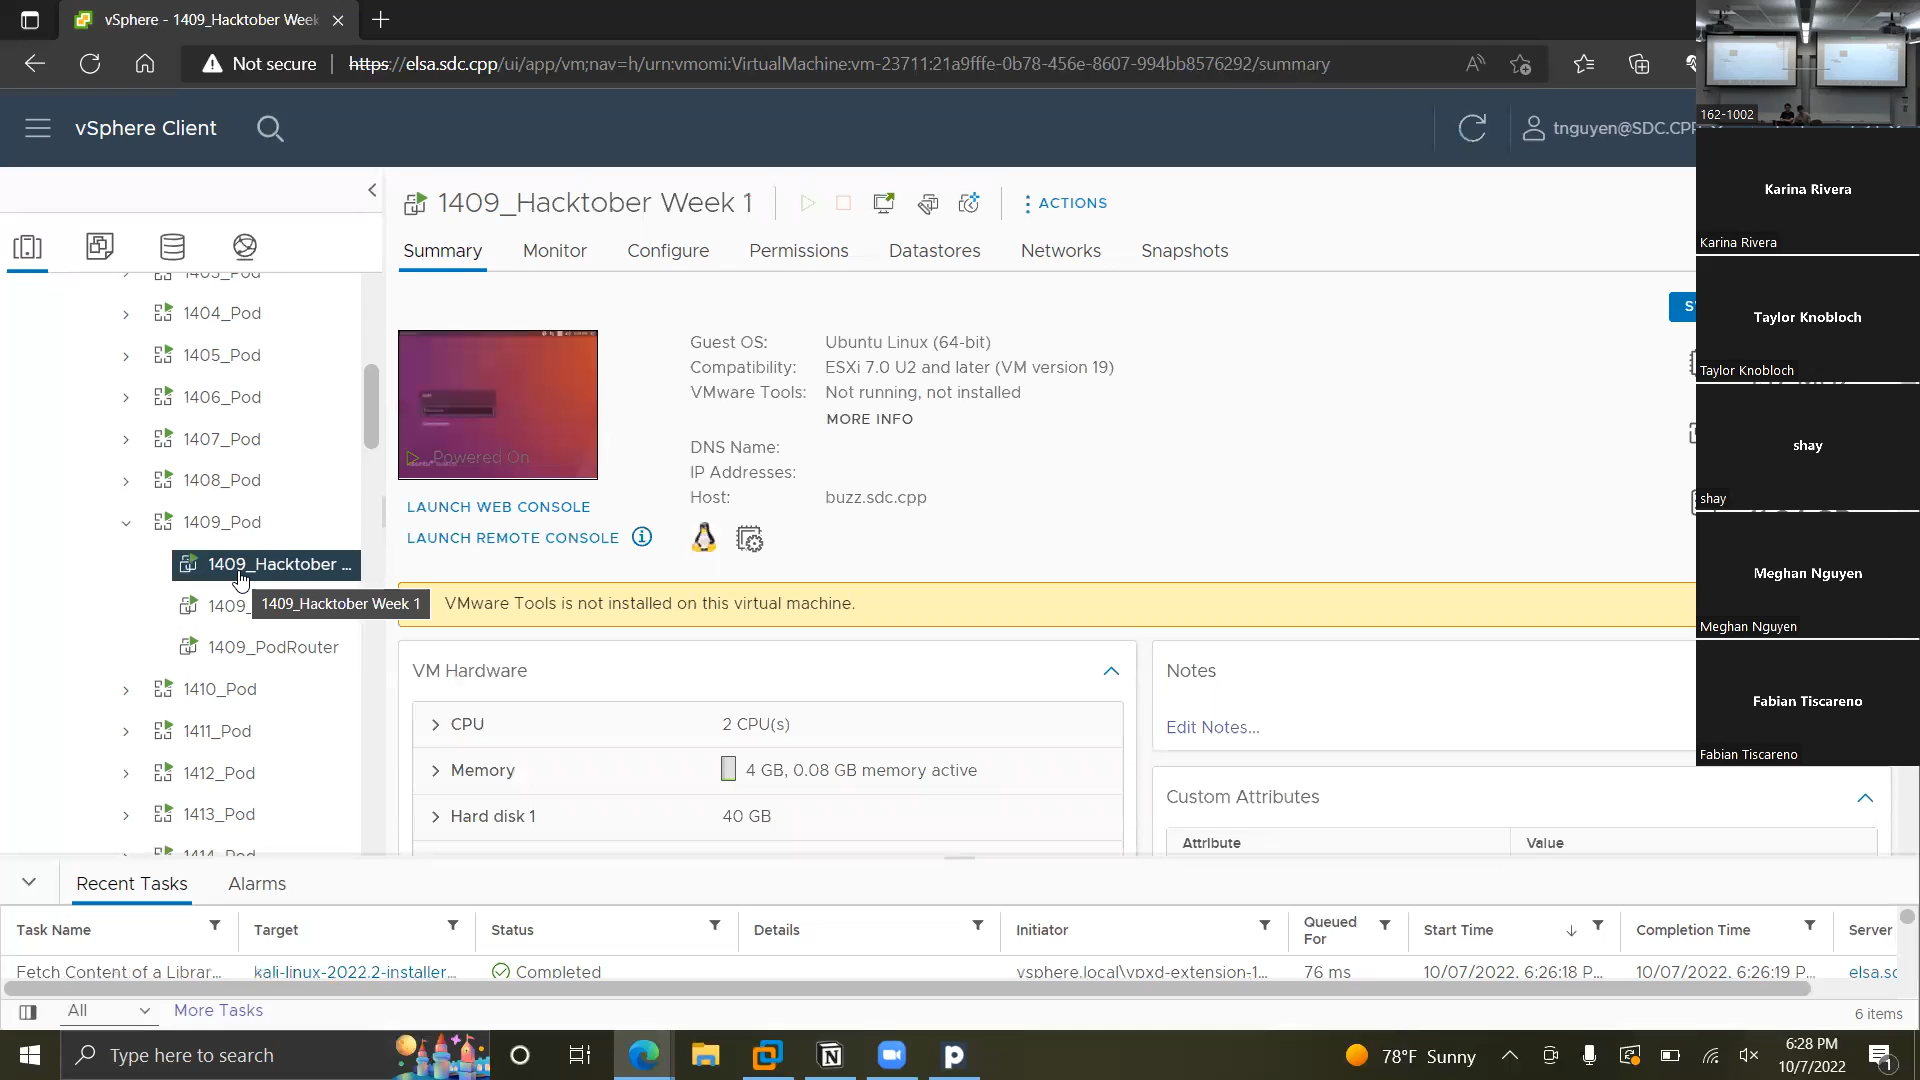 vSphere - 1409_Hacktober Week
Not secure
https://elsa.sdc.cpp/ui/app/vm;nav=h/urn:vmomi:VirtualMachine:vm-23711:21a9fffe-0b78-456e-8607-994bb8576292/summary
vSphere Client
tnguyen@SDC.CPP
162-1002
Karina Rivera
Karina Rivera
Taylor Knobloch
Taylor Knobloch
shay
shay
Meghan Nguyen
Meghan Nguyen
Fabian Tiscareno
Fabian Tiscareno
1403_Pod
1404_Pod
1405_Pod
1406_Pod
1407_Pod
1408_Pod
1409_Pod
1409_Hacktober ...
1409_
1409_Hacktober Week 1
1409_PodRouter
1410_Pod
1411_Pod
1412_Pod
1413_Pod
1414_Pod
1409_Hacktober Week 1
ACTIONS
Summary Monitor Configure Permissions Datastores Networks Snapshots
Powered On
LAUNCH WEB CONSOLE
LAUNCH REMOTE CONSOLE
Guest OS: Ubuntu Linux (64-bit)
Compatibility: ESXi 7.0 U2 and later (VM version 19)
VMware Tools: Not running, not installed
MORE INFO
DNS Name:
IP Addresses:
Host: buzz.sdc.cpp
VMware Tools is not installed on this virtual machine.
VM Hardware
CPU 2 CPU(s)
Memory 4 GB, 0.08 GB memory active
Hard disk 1 40 GB
Notes
Edit Notes...
Custom Attributes
Attribute Value
Recent Tasks Alarms
Task Name Target Status Details Initiator Queued For Start Time Completion Time Server
Fetch Content of a Librar... kali-linux-2022.2-installer... Completed vsphere.local\vpxd-extension-1... 76 ms 10/07/2022, 6:26:18 P... 10/07/2022, 6:26:19 P... elsa.sc
All More Tasks 6 items
Type here to search
78°F Sunny
6:28 PM
10/7/2022
1